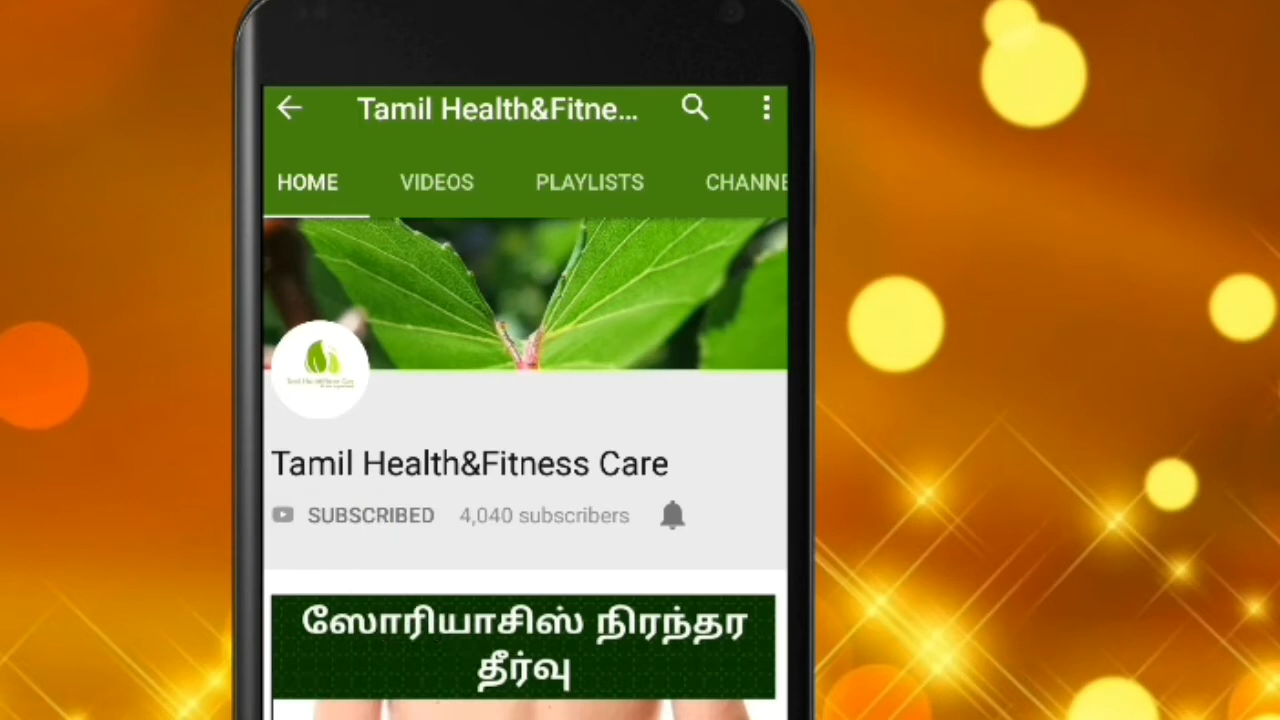 Tamil Health&Fitne...
HOME VIDEOS PLAYLISTS CHANNE
Tamil Health&Fitness Care
SUBSCRIBED 4,040 subscribers
ஸோரியாசிஸ் நிரந்தர
தீர்வு